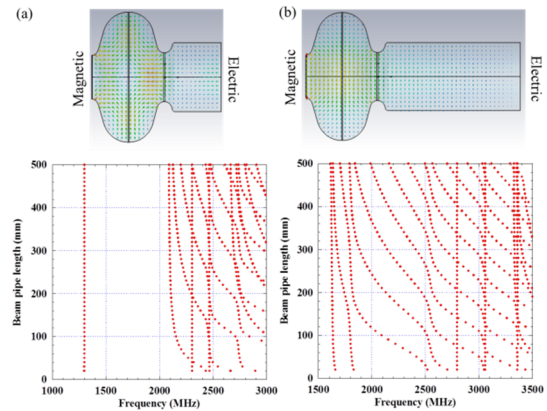 (a)
Magnetic
Electric
(b)
Magnetic
Electric
Beam pipe length (mm)
500
400
300
200
100
0
1000
1500
2000
2500
3000
Frequency (MHz)
Beam pipe length (mm)
500
400
300
200
100
0
1500
2000
2500
3000
3500
Frequency (MHz)